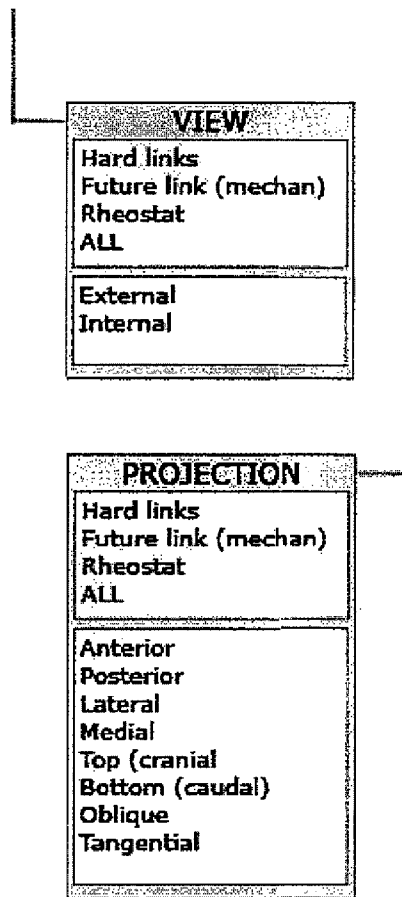 VIEW
Hard links
Future link (mechan)
Rheostat
ALL
External
Internal
PROJECTION
Hard links
Future link (mechan)
Rheostat
ALL
Anterior
Posterior
Lateral
Medial
Top (cranial
Bottom (caudal)
Oblique
Tangential